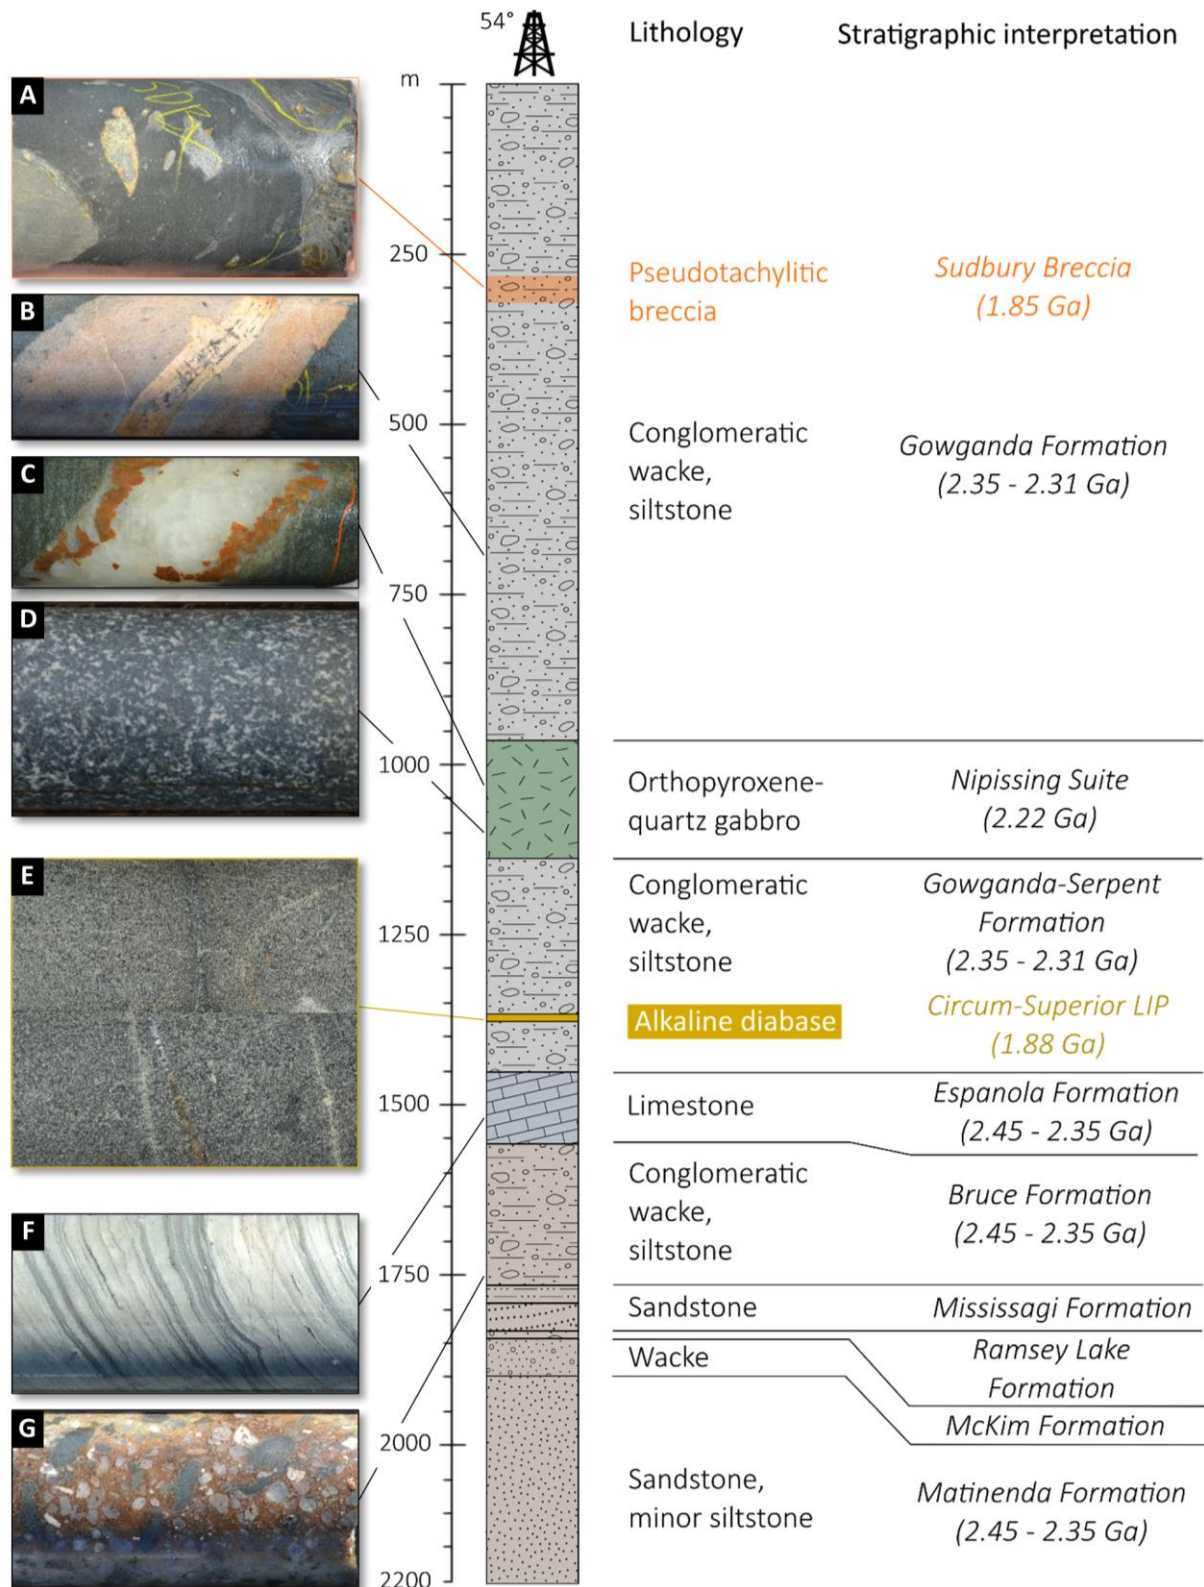 54°
Lithology
Stratigraphic interpretation
m
A
B
C
D
E
F
G
250
500
750
1000
1250
1500
1750
2000
2200
Pseudotachylitic
breccia
Sudbury Breccia
(1.85 Ga)
Conglomeratic
wacke,
siltstone
Gowganda Formation
(2.35 - 2.31 Ga)
Orthopyroxene-
quartz gabbro
Nipissing Suite
(2.22 Ga)
Conglomeratic
wacke,
siltstone
Gowganda-Serpent
Formation
(2.35 - 2.31 Ga)
Alkaline diabase
Circum-Superior LIP
(1.88 Ga)
Limestone
Espanola Formation
(2.45 - 2.35 Ga)
Conglomeratic
wacke,
siltstone
Bruce Formation
(2.45 - 2.35 Ga)
Sandstone
Mississagi Formation
Wacke
Ramsey Lake
Formation
McKim Formation
Sandstone,
minor siltstone
Matinenda Formation
(2.45 - 2.35 Ga)